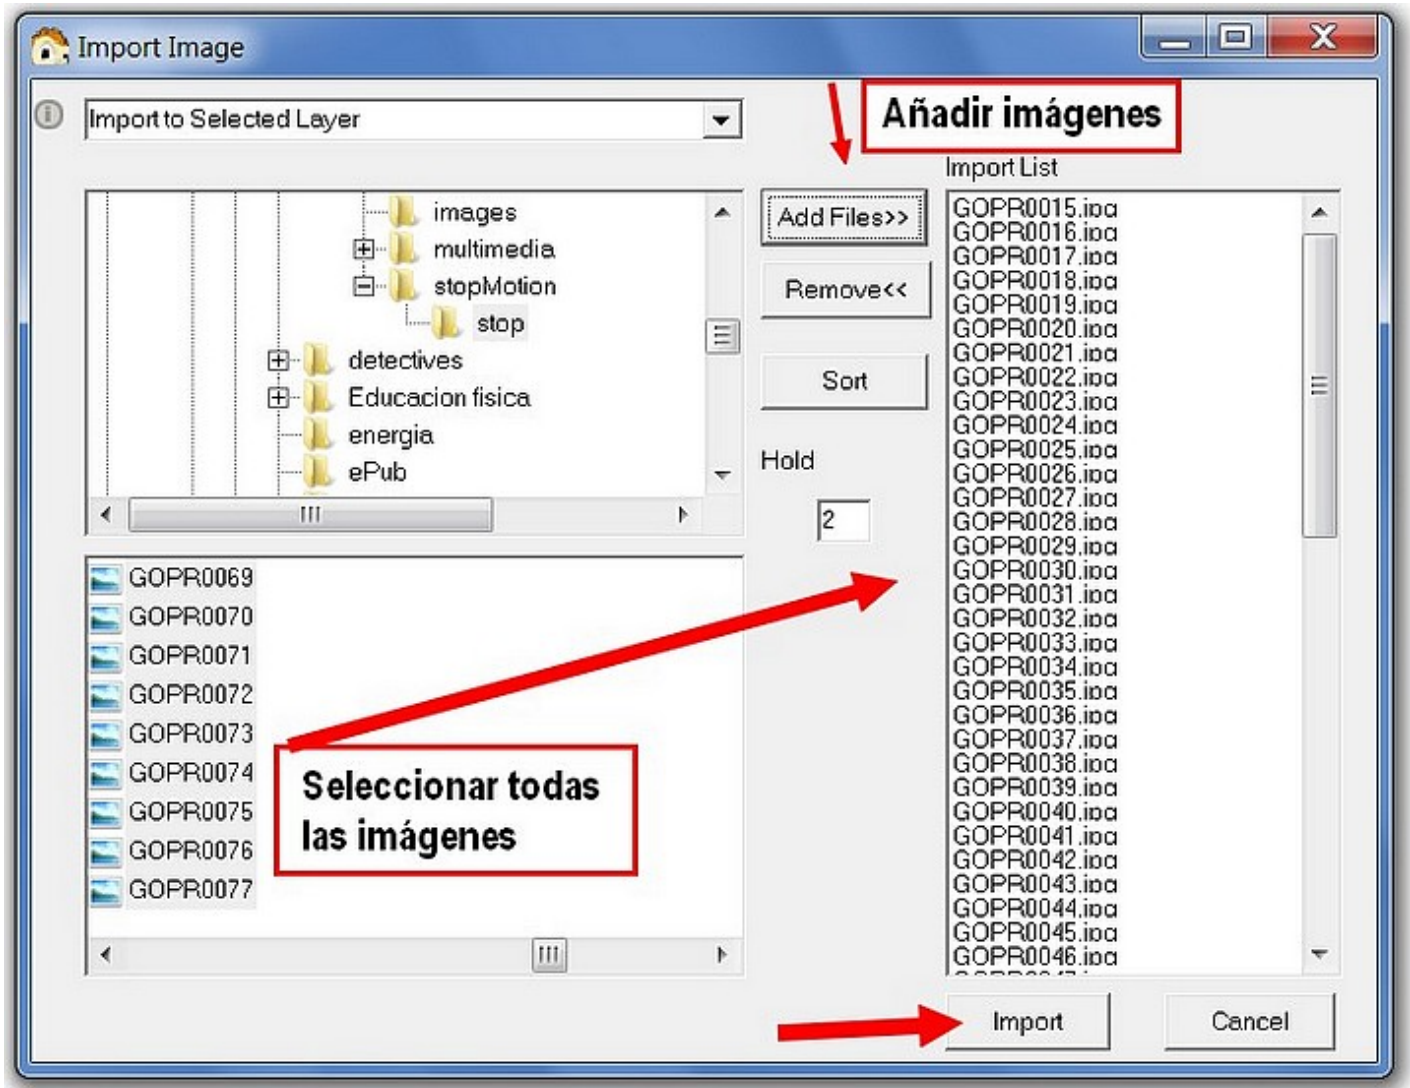 Import Image
Import to Selected Layer
Añadir imágenes
Import List
images
multimedia
stopMotion
stop
detectives
Educacion fisica
energia
ePub
Add Files>>
Remove<<
Sort
Hold
2
GOPR0069
GOPR0070
GOPR0071
GOPR0072
GOPR0073
GOPR0074
GOPR0075
GOPR0076
GOPR0077
Seleccionar todas
las imágenes
GOPR0015.jpg
GOPR0016.jpg
GOPR0017.jpg
GOPR0018.jpg
GOPR0019.jpg
GOPR0020.jpg
GOPR0021.jpg
GOPR0022.jpg
GOPR0023.jpg
GOPR0024.jpg
GOPR0025.jpg
GOPR0026.jpg
GOPR0027.jpg
GOPR0028.jpg
GOPR0029.jpg
GOPR0030.jpg
GOPR0031.jpg
GOPR0032.jpg
GOPR0033.jpg
GOPR0034.jpg
GOPR0035.jpg
GOPR0036.jpg
GOPR0037.jpg
GOPR0038.jpg
GOPR0039.jpg
GOPR0040.jpg
GOPR0041.jpg
GOPR0042.jpg
GOPR0043.jpg
GOPR0044.jpg
GOPR0045.jpg
GOPR0046.jpg
Import
Cancel